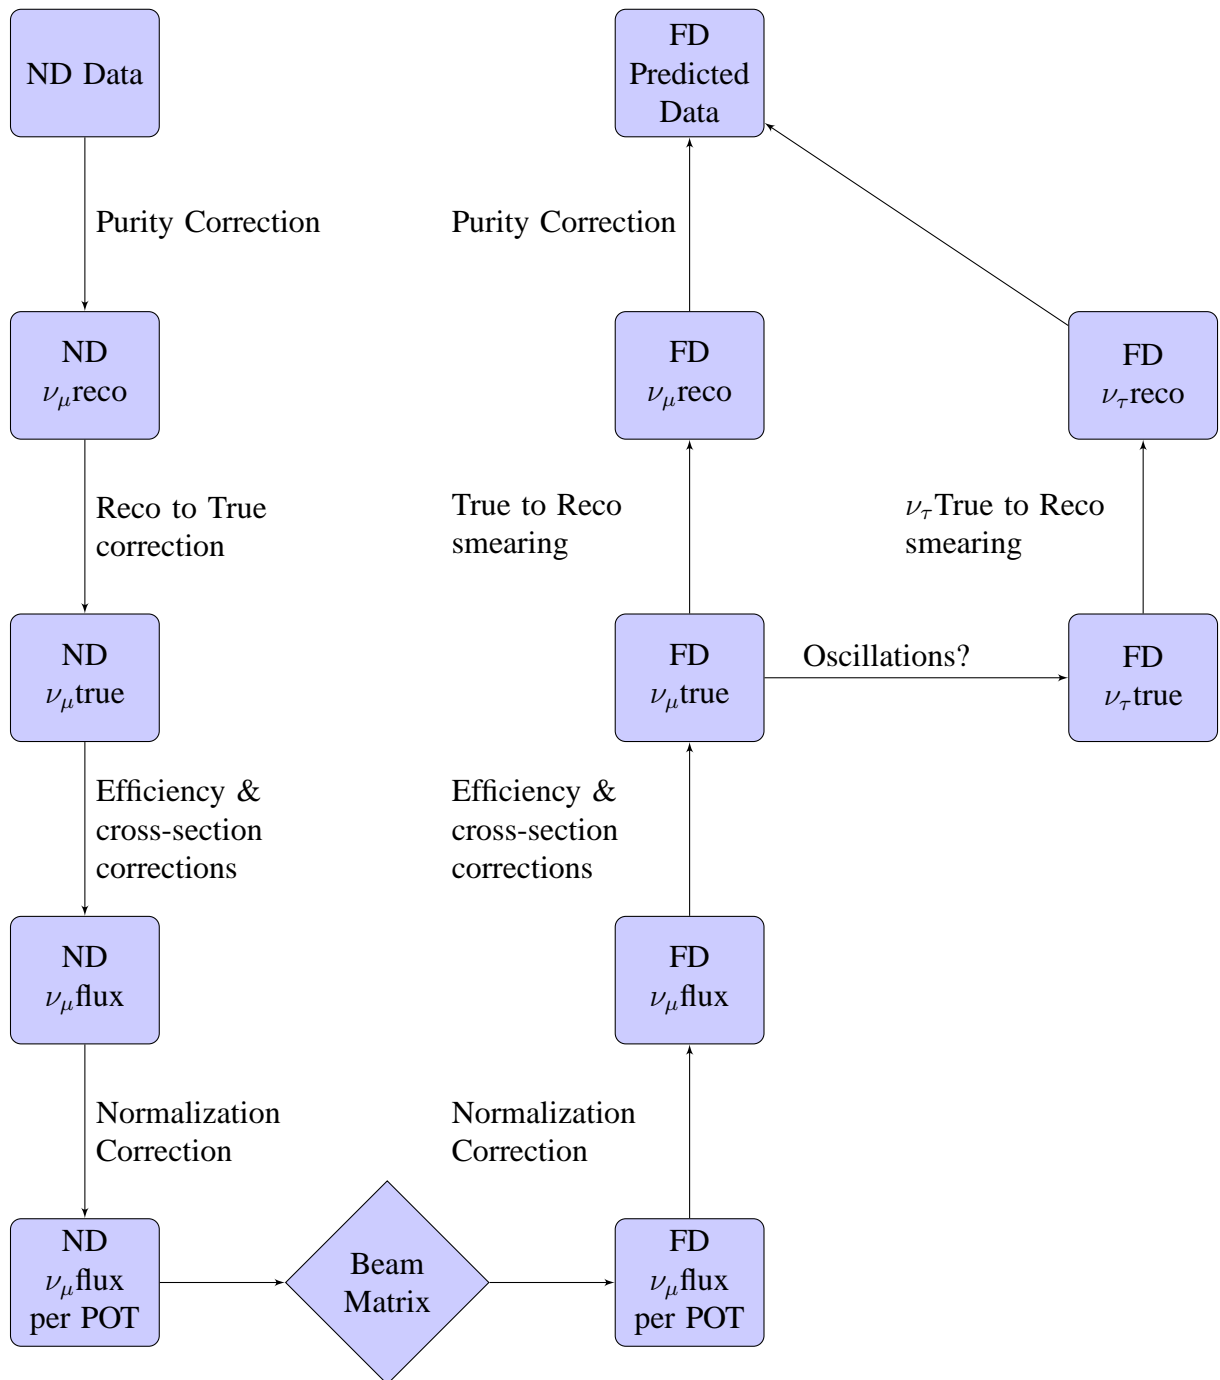 ND Data
FD
Predicted
Data
Purity Correction
Purity Correction
ND
νμreco
FD
νμreco
FD
ντreco
Reco to True
correction
True to Reco
smearing
ντTrue to Reco
smearing
ND
νμtrue
FD
νμtrue
Oscillations?
FD
ντtrue
Efficiency &
cross-section
corrections
Efficiency &
cross-section
corrections
ND
νμflux
FD
νμflux
Normalization
Correction
Normalization
Correction
ND
νμflux
per POT
Beam
Matrix
FD
νμflux
per POT